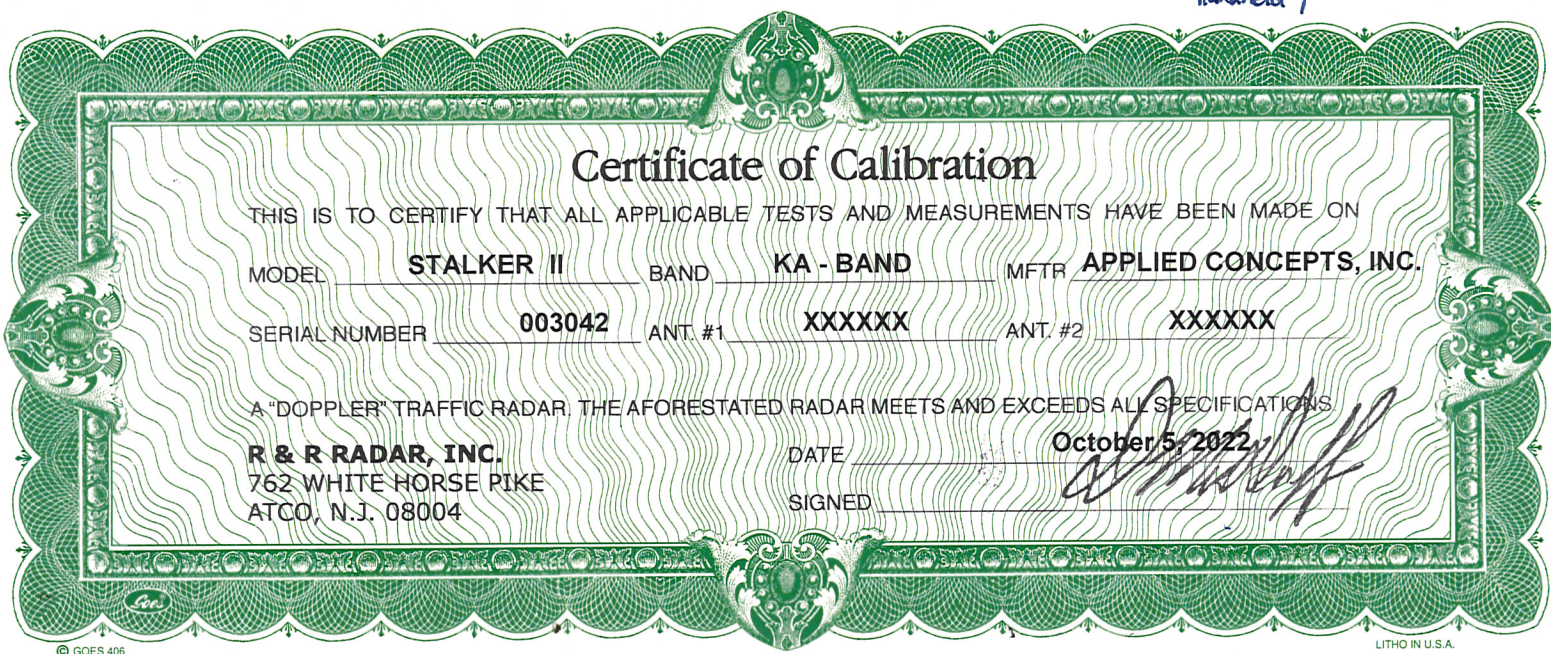 Certificate of Calibration
THIS IS TO CERTIFY THAT ALL APPLICABLE TESTS AND MEASUREMENTS HAVE BEEN MADE ON
MODEL STALKER II BAND KA - BAND MFTR APPLIED CONCEPTS, INC.
SERIAL NUMBER 003042 ANT. #1 XXXXXX ANT. #2 XXXXXX
A "DOPPLER" TRAFFIC RADAR. THE AFORESTATED RADAR MEETS AND EXCEEDS ALL SPECIFICATIONS.
R & R RADAR, INC.
762 WHITE HORSE PIKE
ATCO, N.J. 08004
DATE October 5, 2022
SIGNED
Goes
© GOES 406
LITHO IN U.S.A.